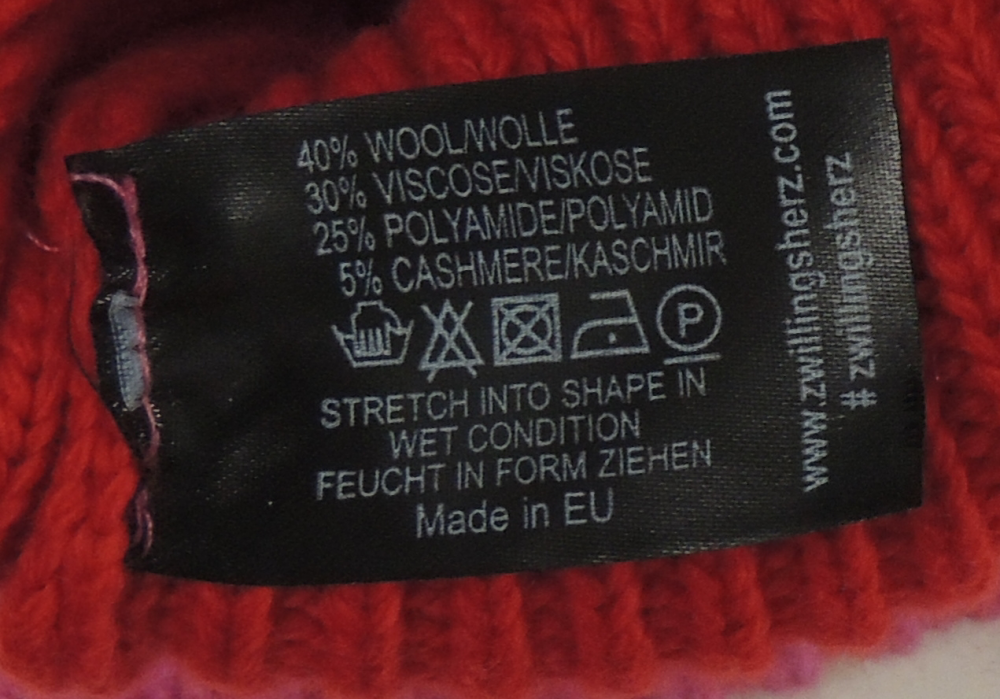 40% WOOL/WOLLE
30% VISCOSE/VISKOSE
25% POLYAMIDE/POLYAMID
5% CASHMERE/KASCHMIR
P
STRETCH INTO SHAPE IN
WET CONDITION
FEUCHT IN FORM ZIEHEN
Made in EU
www.zwillingsherz.com
# zwillingsherz